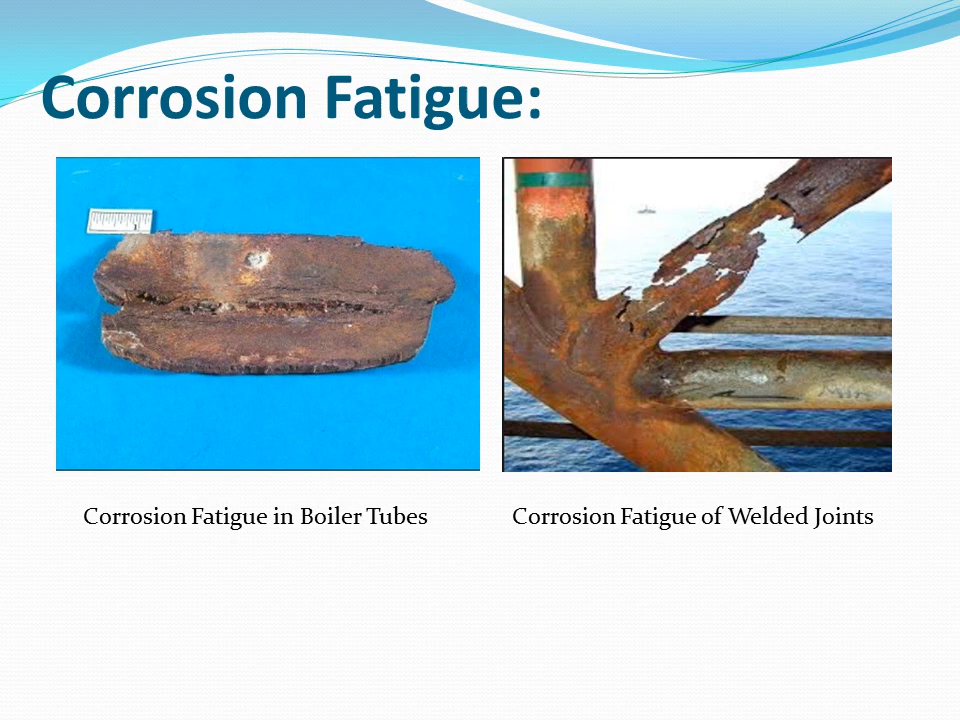 Corrosion Fatigue:
Corrosion Fatigue in Boiler Tubes
Corrosion Fatigue of Welded Joints